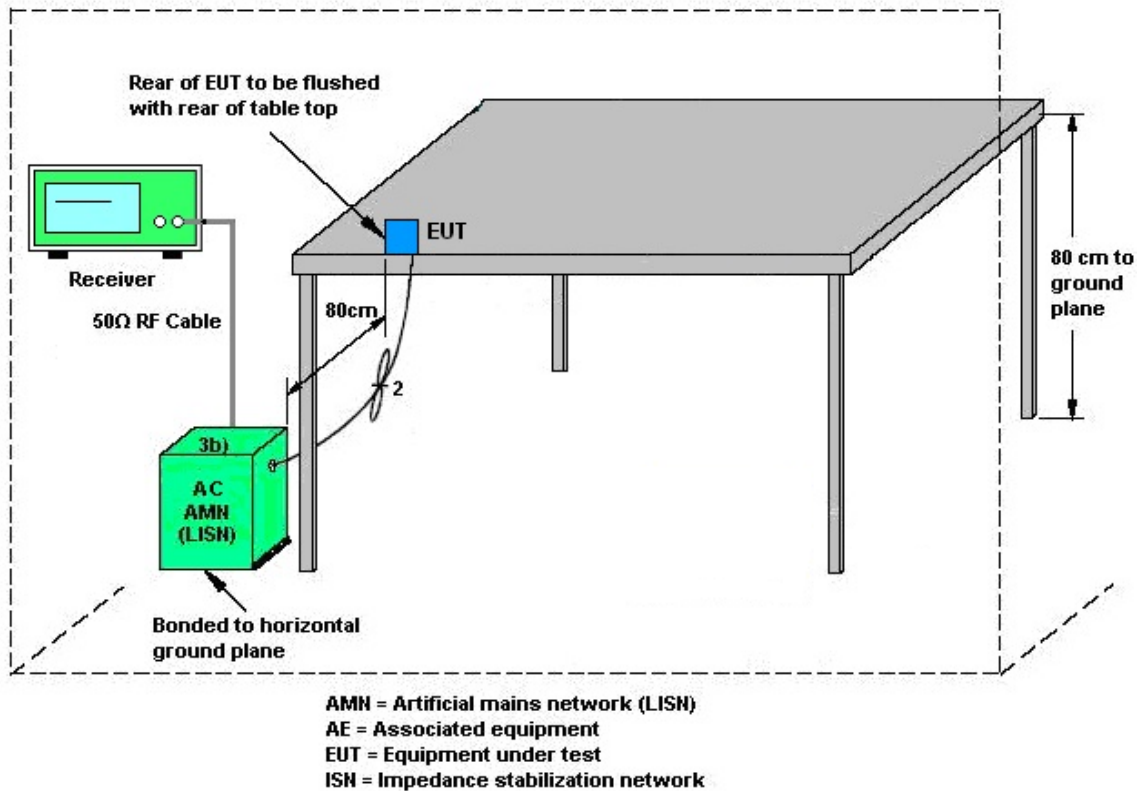 Rear of EUT to be flushed
with rear of table top
EUT
Receiver
50Ω RF Cable
80cm
80 cm to
ground
plane
2
3b)
AC
AMN
(LISN)
Bonded to horizontal
ground plane
AMN = Artificial mains network (LISN)
AE = Associated equipment
EUT = Equipment under test
ISN = Impedance stabilization network